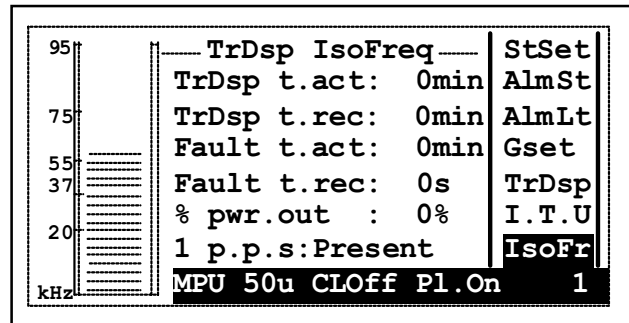 95 TrDsp IsoFreq StSet
TrDsp t.act: 0min AlmSt
75 TrDsp t.rec: 0min AlmLt
55 Fault t.act: 0min Gset
37 Fault t.rec: 0s TrDsp
20 % pwr.out : 0% I.T.U
1 p.p.s:Present IsoFr
kHz MPU 50u CLOff Pl.On 1